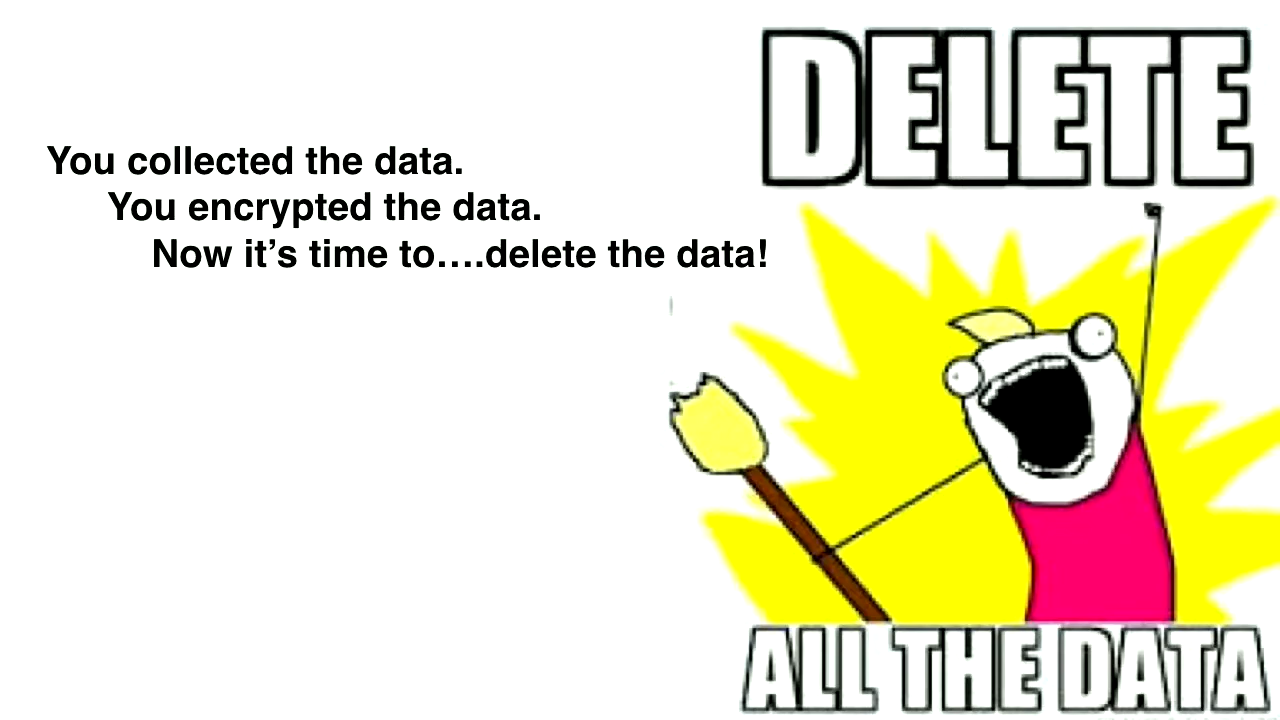 You collected the data.
You encrypted the data.
Now it’s time to….delete the data!
DELETE
ALL THE DATA